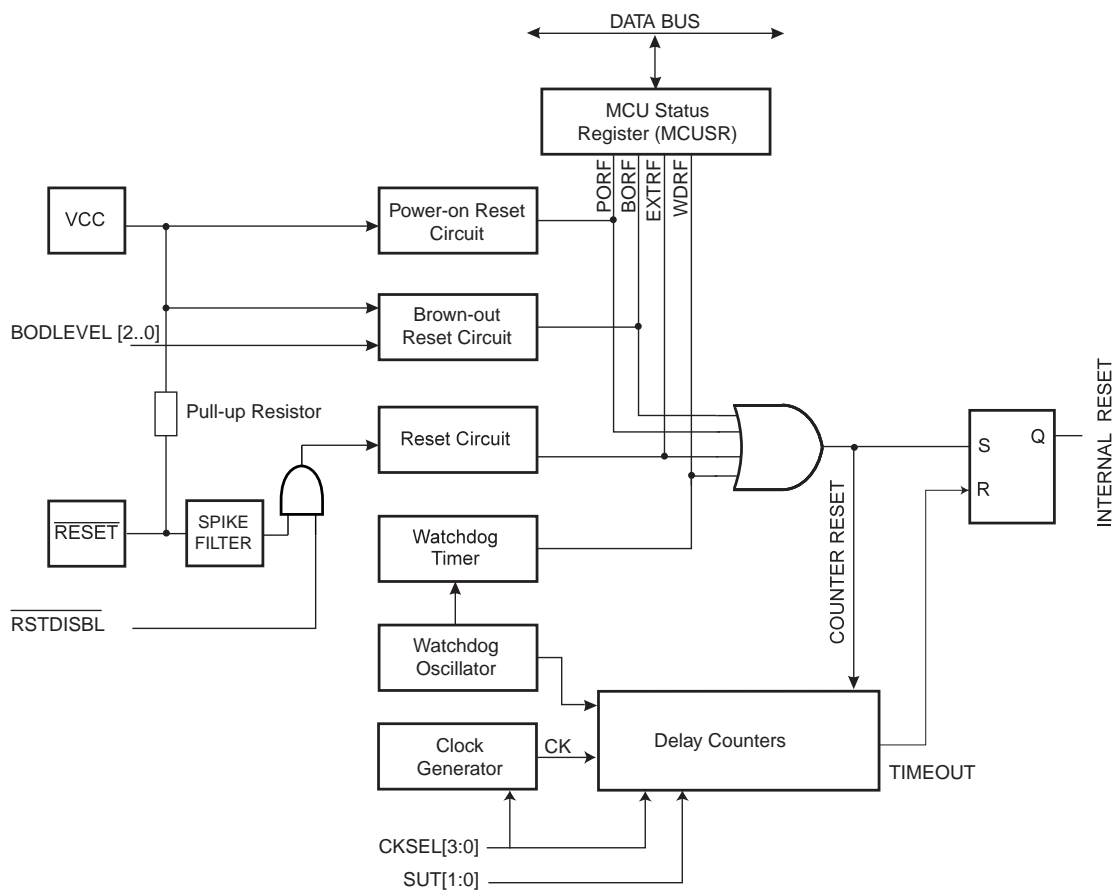 DATA BUS
MCU Status
Register (MCUSR)
PORF
BORF
EXTRF
WDRF
VCC
Power-on Reset
Circuit
Brown-out
Reset Circuit
BODLEVEL [2..0]
Pull-up Resistor
Reset Circuit
S
Q
R
INTERNAL RESET
RESET
SPIKE
FILTER
Watchdog
Timer
COUNTER RESET
RSTDISBL
Watchdog
Oscillator
Clock
Generator
CK
Delay Counters
TIMEOUT
CKSEL[3:0]
SUT[1:0]